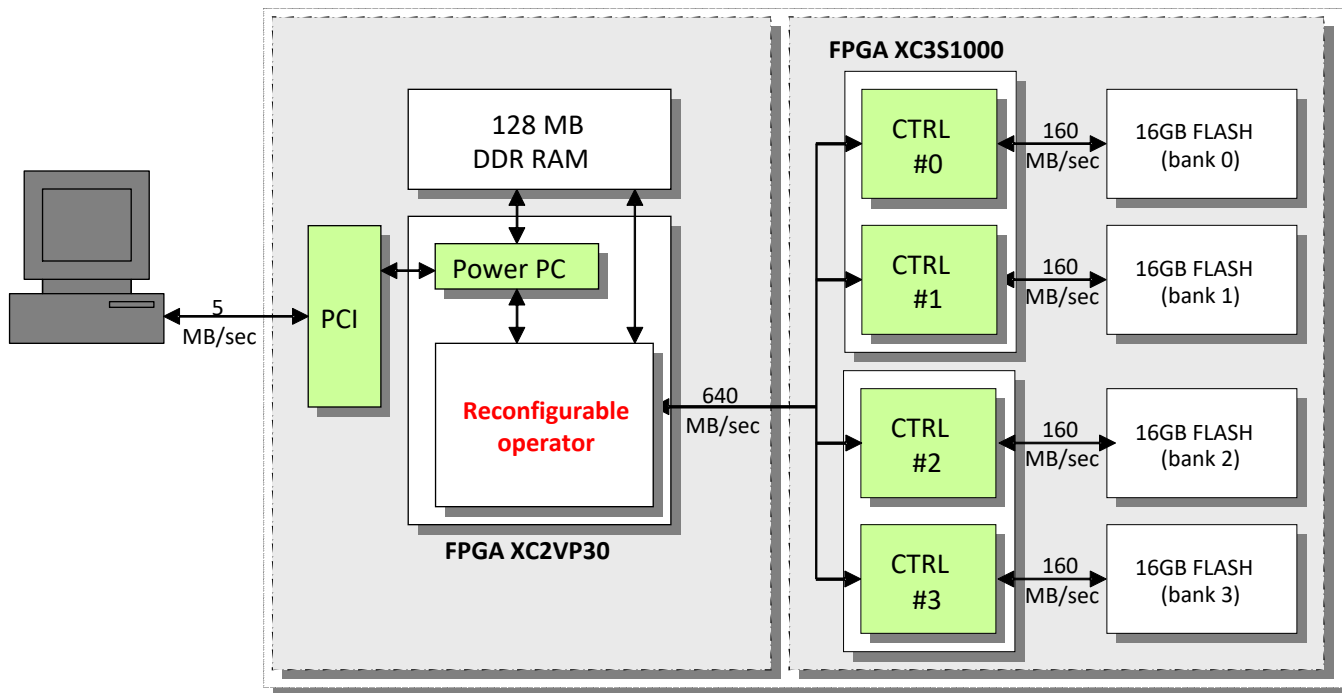 FPGA XC3S1000
128 MB
DDR RAM
Power PC
PCI
5
MB/sec
Reconfigurable
operator
FPGA XC2VP30
640
MB/sec
CTRL
#0
160
MB/sec
16GB FLASH
(bank 0)
CTRL
#1
160
MB/sec
16GB FLASH
(bank 1)
CTRL
#2
160
MB/sec
16GB FLASH
(bank 2)
CTRL
#3
160
MB/sec
16GB FLASH
(bank 3)